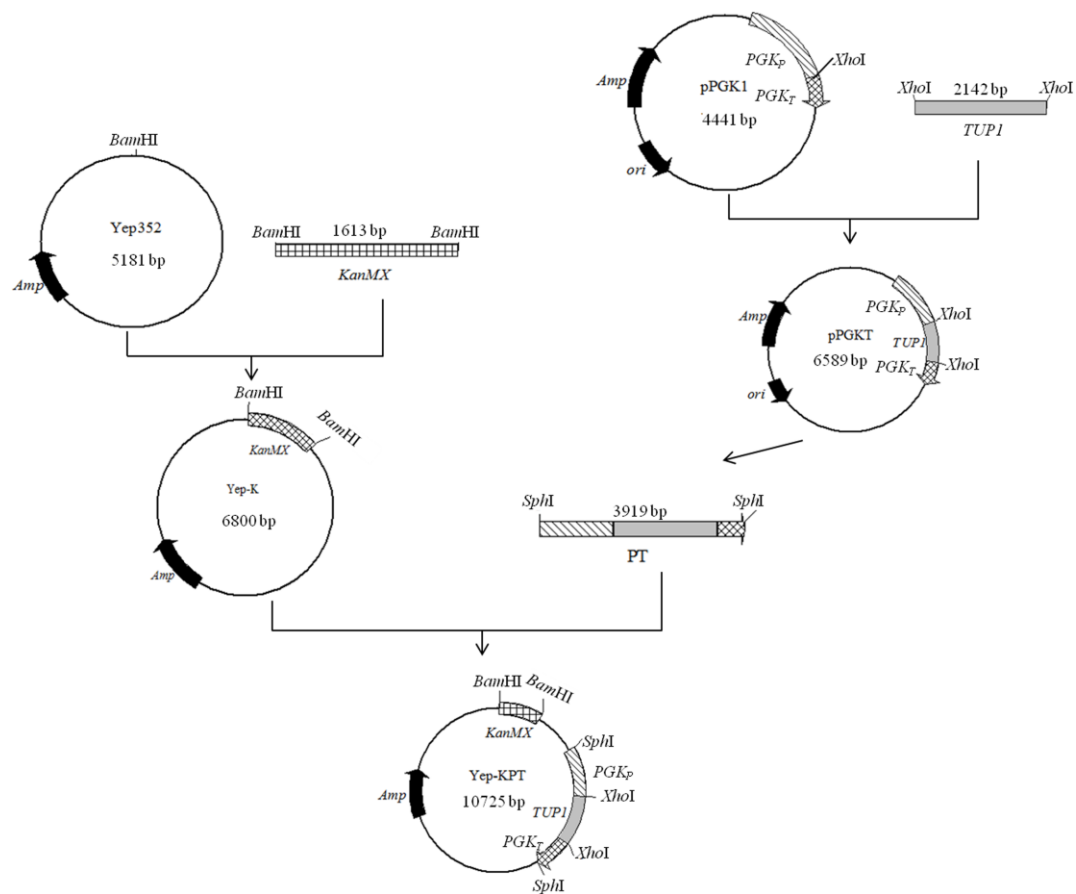 BamHI
Yep352
5181 bp
Amp
BamHI
1613 bp
BamHI
KanMX
Amp
PGKP
XhoI
pPGK1
PGKT
4441 bp
ori
XhoI
2142 bp
XhoI
TUP1
PGKP
XhoI
Amp
pPGKT
TUP1
6589 bp
PGKT
XhoI
ori
BamHI
BamHI
KanMX
Yep-K
6800 bp
Amp
SphI
3919 bp
SphI
PT
BamHI
BamHI
KanMX
SphI
PGKP
Yep-KPT
Amp
10725 bp
XhoI
TUP1
PGKT
XhoI
SphI